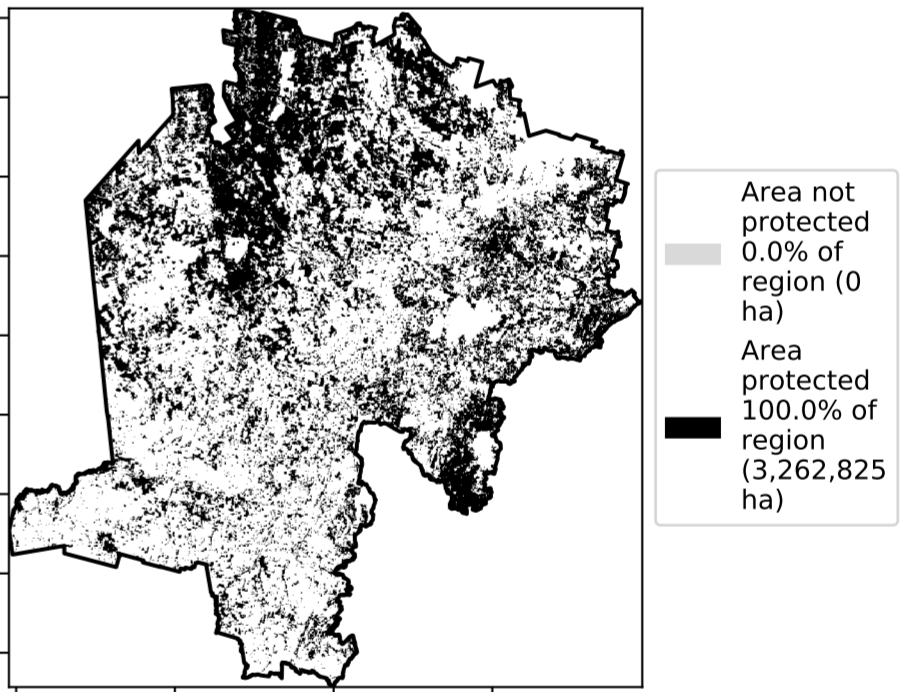 Area not
protected
0.0% of
region (0
ha)
Area
protected
100.0% of
region
(3,262,825
ha)